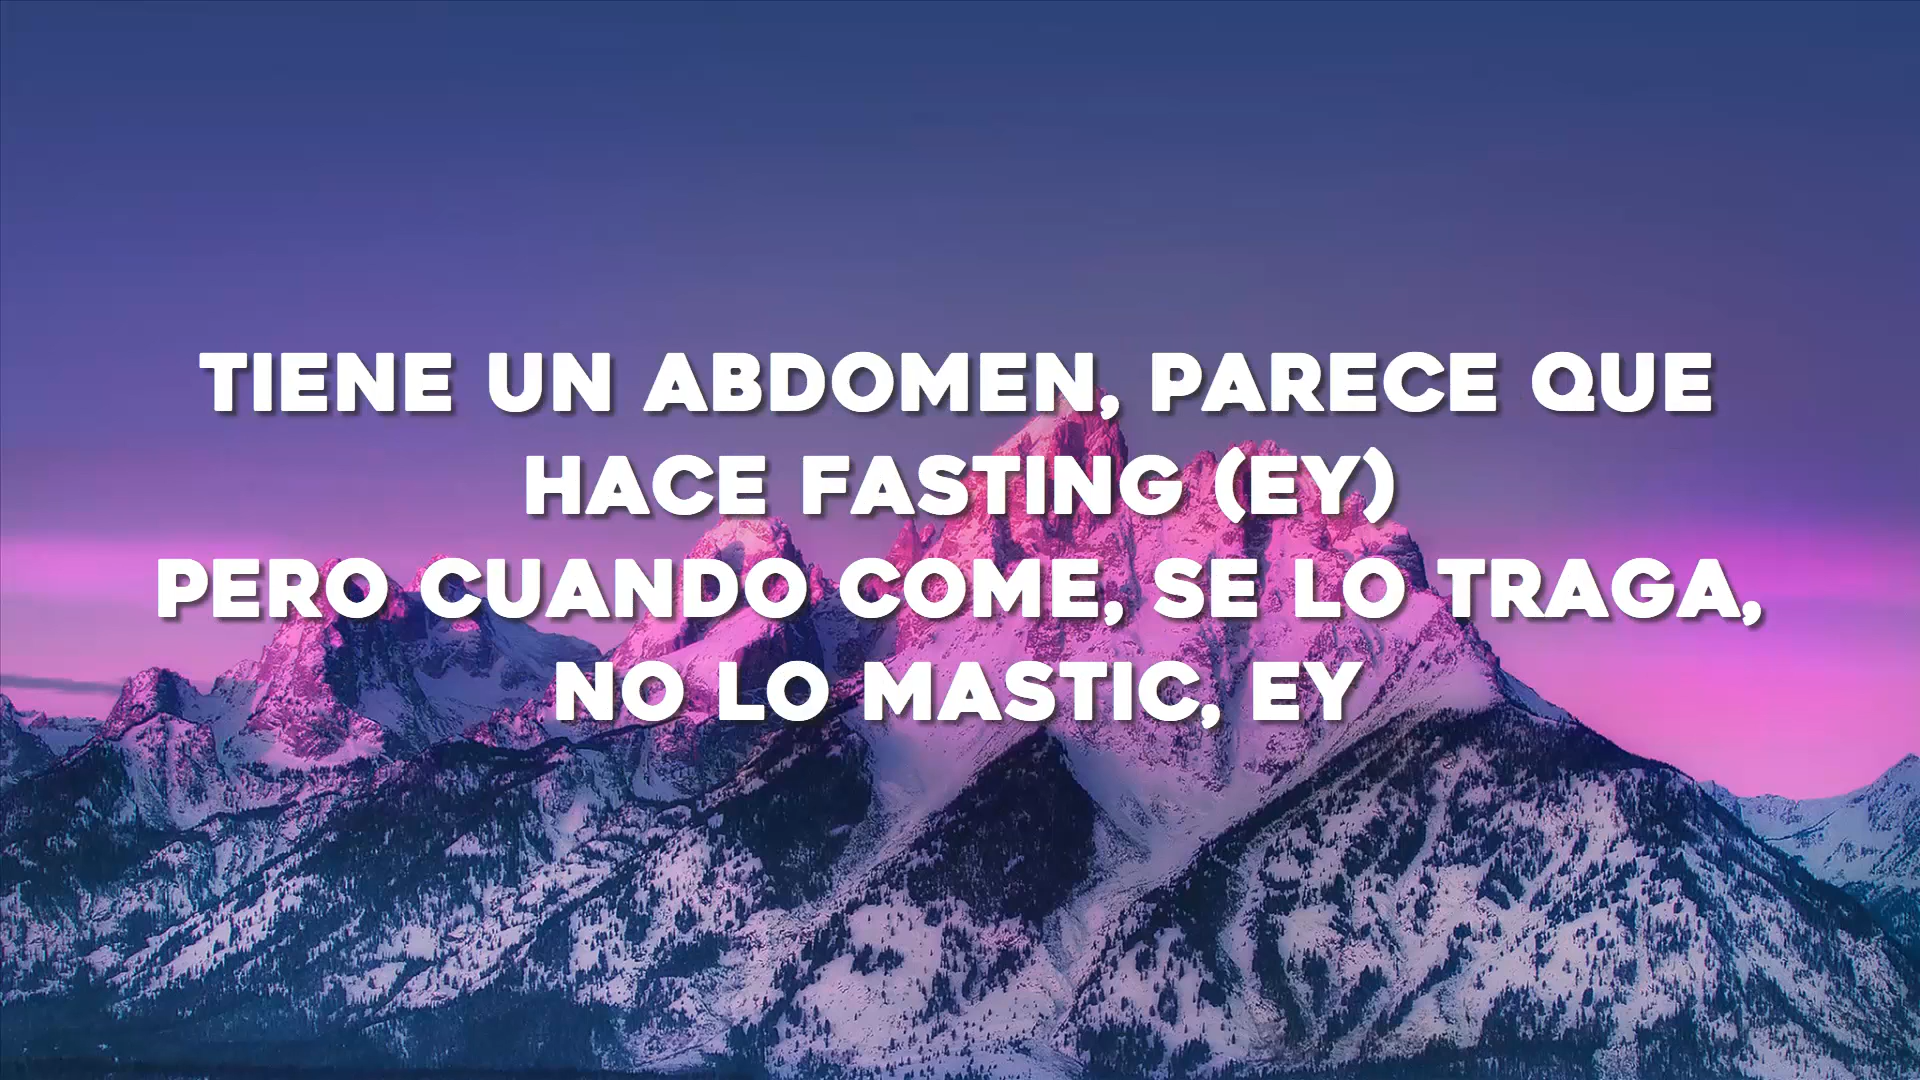 TIENE UN ABDOMEN, PARECE QUE
HACE FASTING (EY)
PERO CUANDO COME, SE LO TRAGA,
NO LO MASTIC, EY